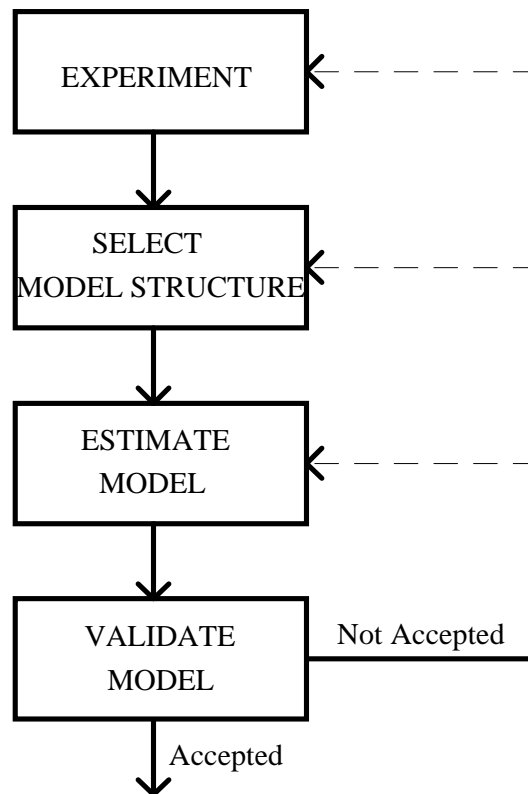 EXPERIMENT
SELECT
MODEL STRUCTURE
ESTIMATE
MODEL
VALIDATE
MODEL
Not Accepted
Accepted